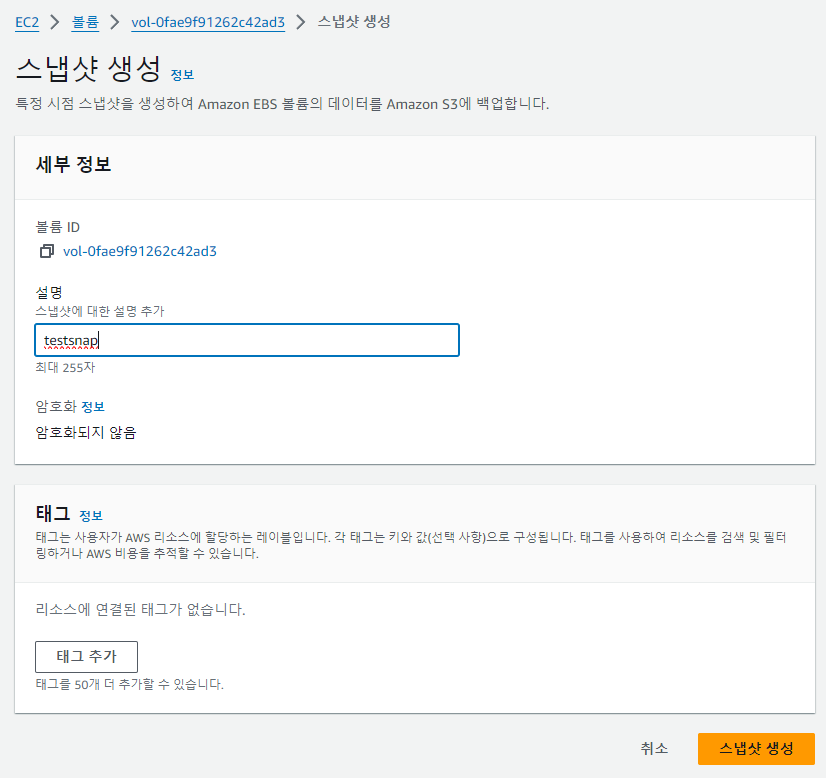 EC2 > 볼륨 > vol-0fae9f91262c42ad3 > 스냅샷 생성
스냅샷 생성 정보
특정 시점 스냅샷을 생성하여 Amazon EBS 볼륨의 데이터를 Amazon S3에 백업합니다.
세부 정보
볼륨 ID
vol-0fae9f91262c42ad3
설명
스냅샷에 대한 설명 추가
testsnap
최대 255자
암호화 정보
암호화되지 않음
태그 정보
태그는 사용자가 AWS 리소스에 할당하는 레이블입니다. 각 태그는 키와 값(선택 사항)으로 구성됩니다. 태그를 사용하여 리소스를 검색 및 필터
링하거나 AWS 비용을 추적할 수 있습니다.
리소스에 연결된 태그가 없습니다.
태그 추가
태그를 50개 더 추가할 수 있습니다.
취소 스냅샷 생성